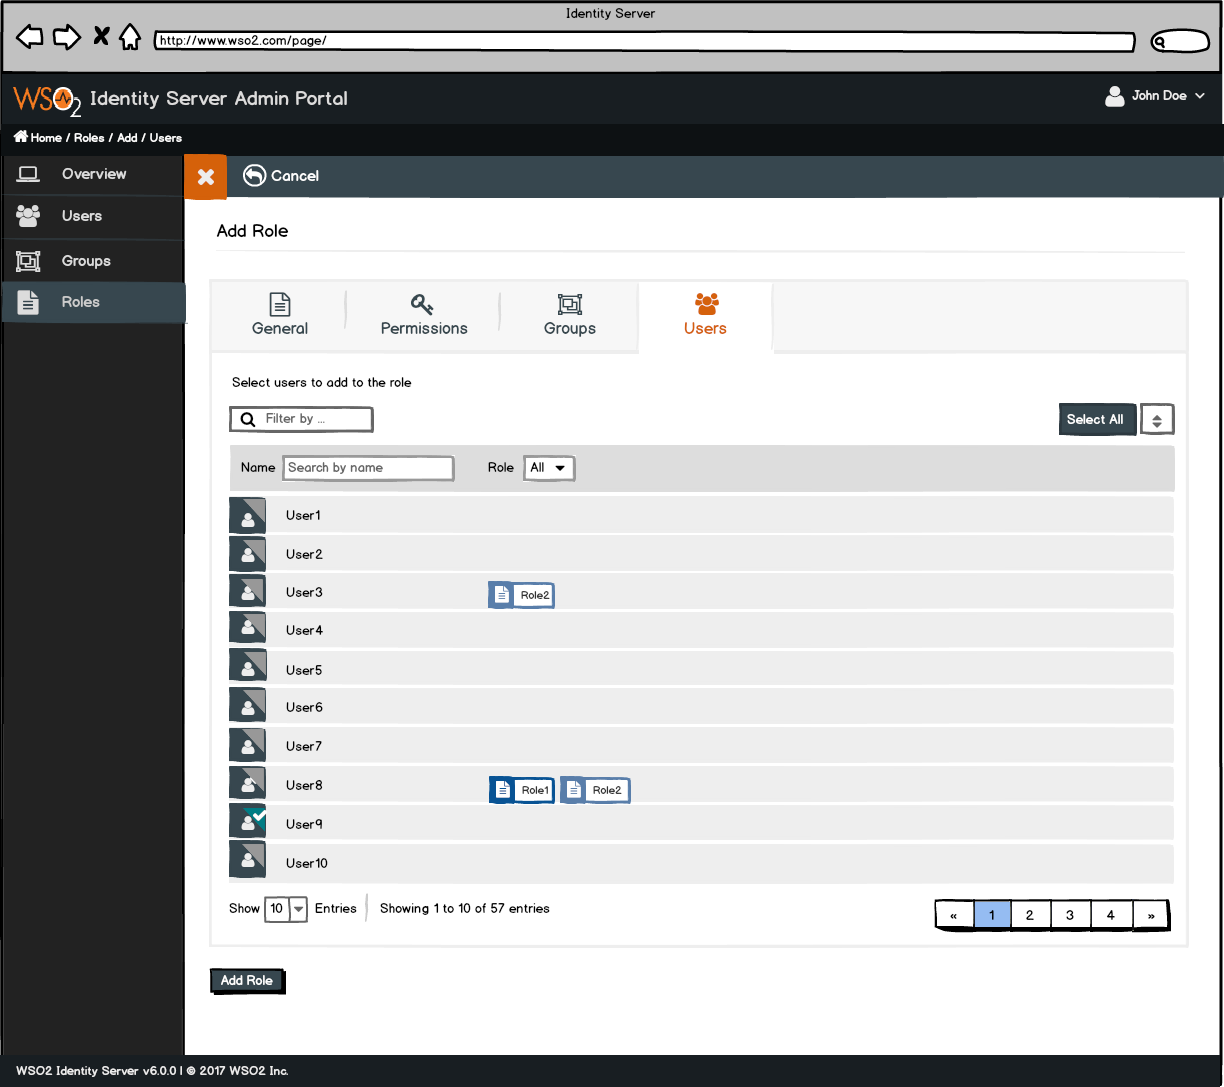 Identity Server
http://www.wso2.com/page/
WSO2 Identity Server Admin Portal
John Doe
Home / Roles / Add / Users
Overview
Cancel
Users
Add Role
Groups
Roles
General
Permissions
Groups
Users
Select users to add to the role
Filter by ...
Select All
Name
Search by name
Role
All
User1
User2
User3
Role2
User4
User5
User6
User7
User8
Role1
Role2
User9
User10
Show 10 Entries
Showing 1 to 10 of 57 entries
« 1 2 3 4 »
Add Role
WSO2 Identity Server v6.0.0 | © 2017 WSO2 Inc.